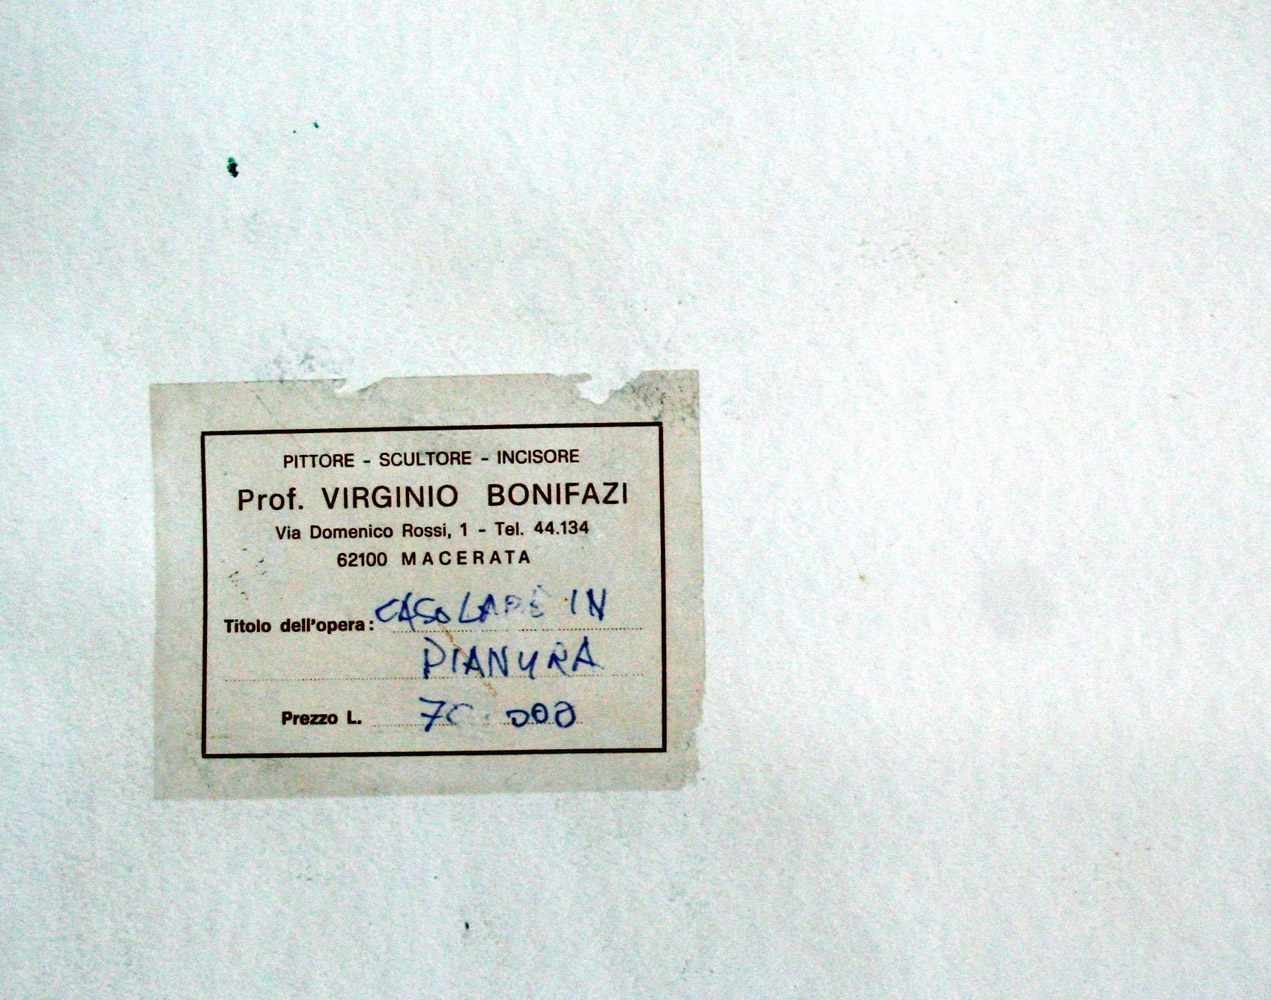 PITTORE - SCULTORE - INCISORE
Prof. VIRGINIO BONIFAZI
Via Domenico Rossi, 1 - Tel. 44.134
62100 MACERATA
Titolo dell'opera: CASOLARE IN
PIANURA
Prezzo L. 70.000